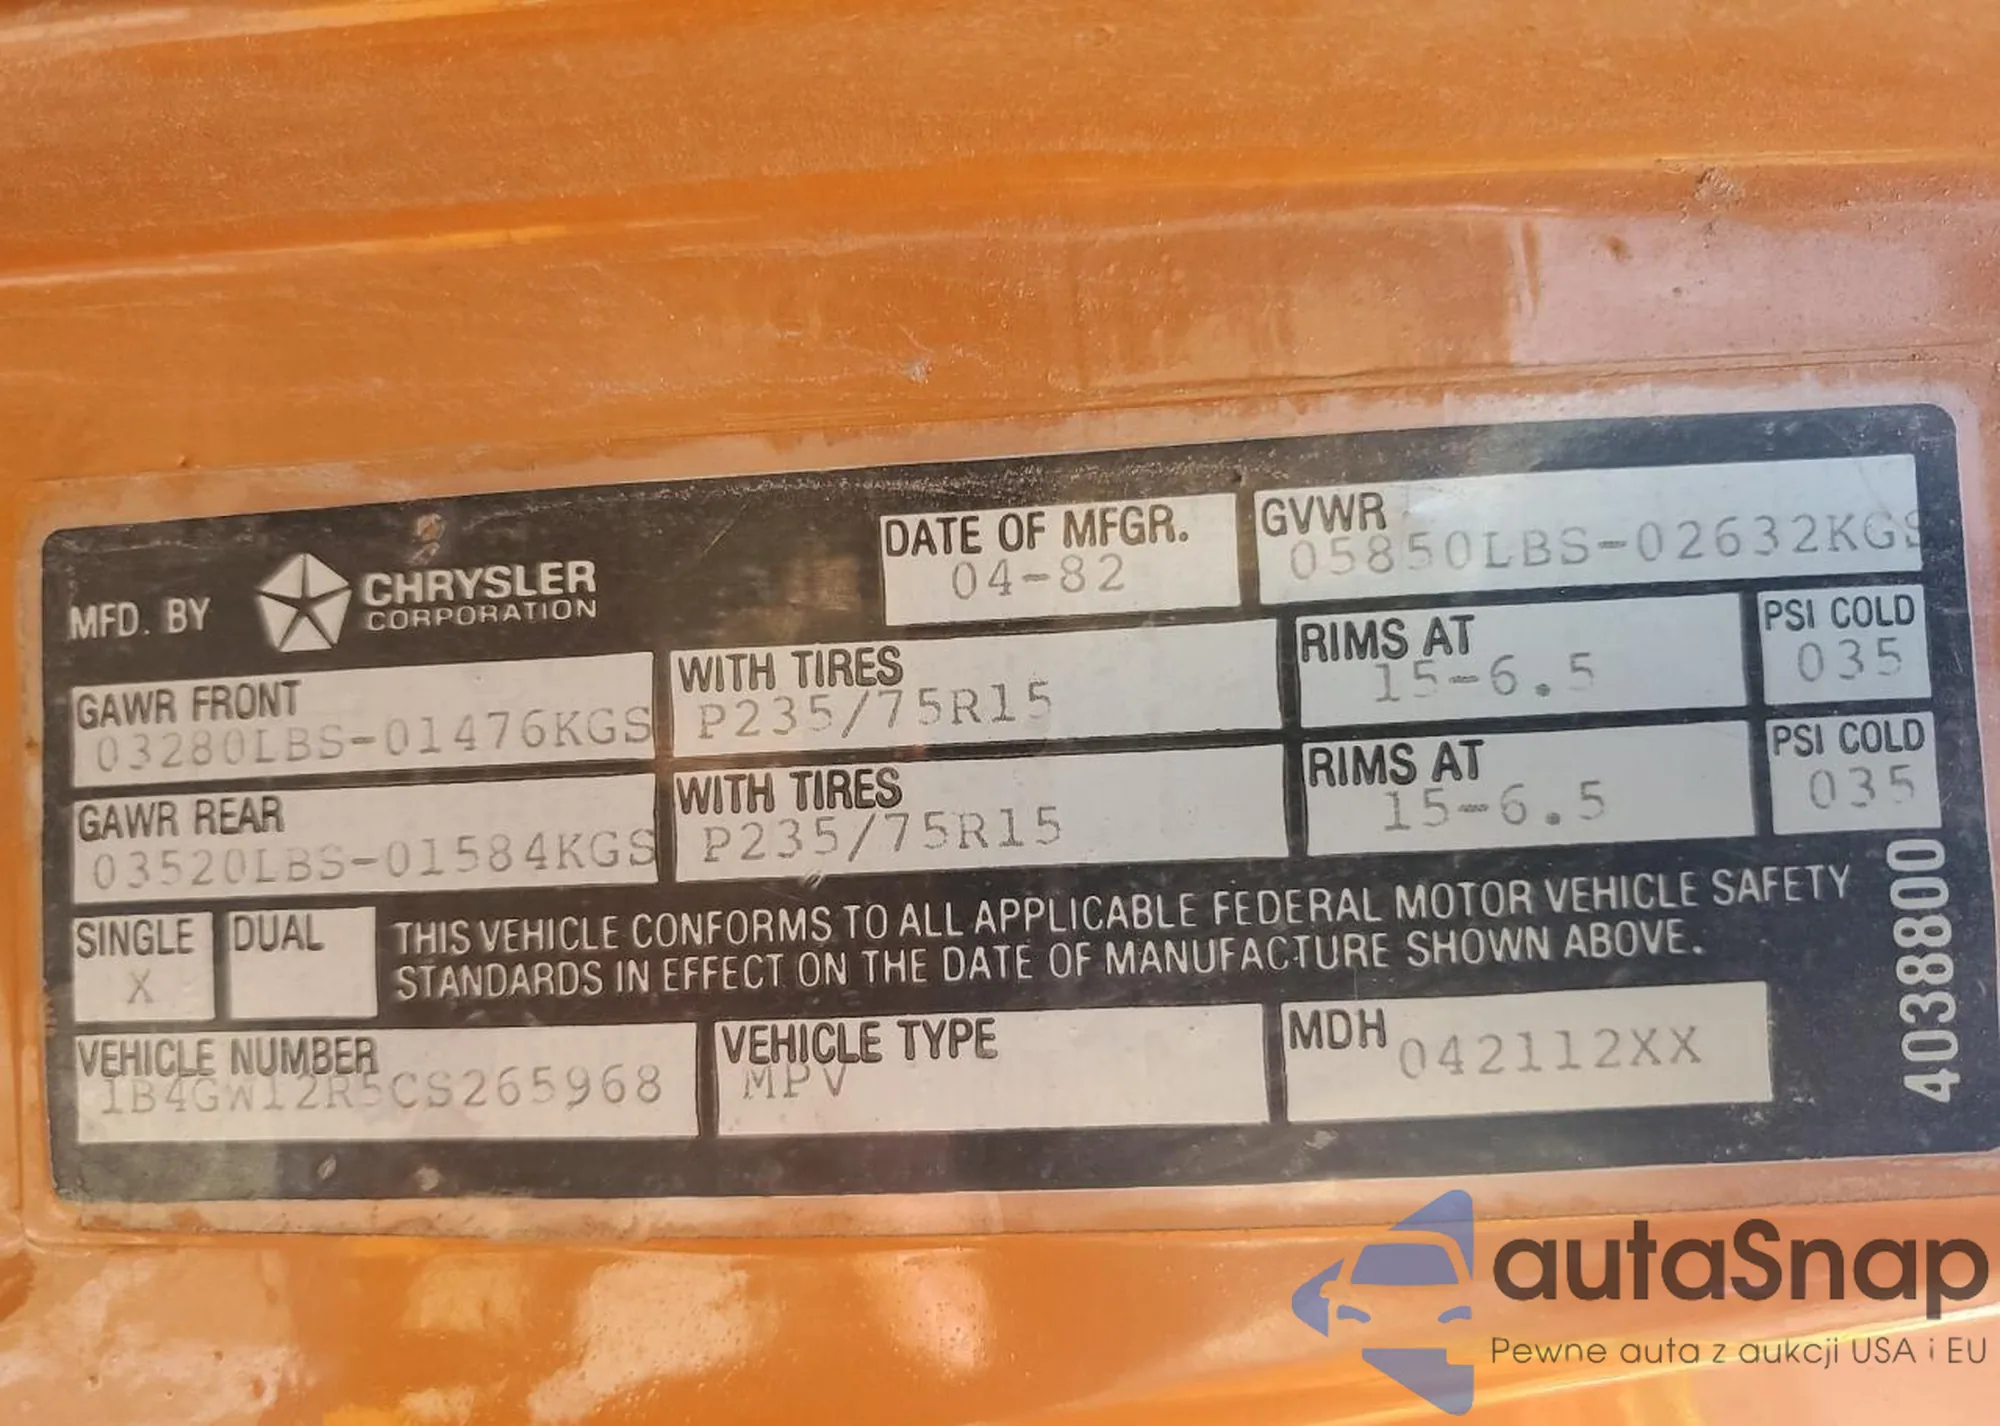 MFD. BY CHRYSLER CORPORATION
DATE OF MFGR.
04-82
GVWR
05850LBS-02632KGS
GAWR FRONT
03280LBS-01476KGS
WITH TIRES
P235/75R15
RIMS AT
15-6.5
PSI COLD
035
GAWR REAR
03520LBS-01584KGS
WITH TIRES
P235/75R15
RIMS AT
15-6.5
PSI COLD
035
SINGLE
X
DUAL
THIS VEHICLE CONFORMS TO ALL APPLICABLE FEDERAL MOTOR VEHICLE SAFETY
STANDARDS IN EFFECT ON THE DATE OF MANUFACTURE SHOWN ABOVE.
VEHICLE NUMBER
1B4GW12R5CS265968
VEHICLE TYPE
MPV
MDH 042112XX
4038800
autaSnap
Pewne auta z aukcji USA i EU